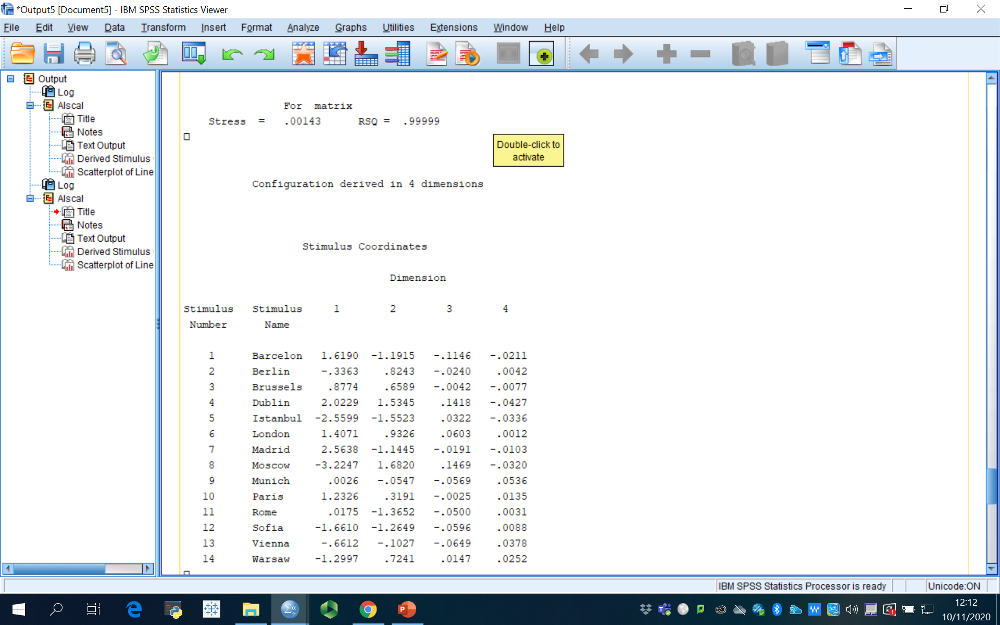 *Output5 [Document5] - IBM SPSS Statistics Viewer
File Edit View Data Transform Insert Format Analyze Graphs Utilities Extensions Window Help
Output
Log
Alscal
Title
Notes
Text Output
Derived Stimulus
Scatterplot of Line
Log
Alscal
Title
Notes
Text Output
Derived Stimulus
Scatterplot of Line
For matrix
Stress = .00143 RSQ = .99999
Double-click to
activate
Configuration derived in 4 dimensions
Stimulus Coordinates
Dimension
Stimulus Stimulus 1 2 3 4
Number Name
1 Barcelon 1.6190 -1.1915 -.1146 -.0211
2 Berlin -.3363 .8243 -.0240 .0042
3 Brussels .8774 .6589 -.0042 -.0077
4 Dublin 2.0229 1.5345 .1418 -.0427
5 Istanbul -2.5599 -1.5523 .0322 -.0336
6 London 1.4071 .9326 .0603 .0012
7 Madrid 2.5638 -1.1445 -.0191 -.0103
8 Moscow -3.2247 1.6820 .1469 -.0320
9 Munich .0026 -.0547 -.0569 .0536
10 Paris 1.2326 .3191 -.0025 .0135
11 Rome .0175 -1.3652 -.0500 .0031
12 Sofia -1.6610 -1.2649 -.0596 .0088
13 Vienna -.6612 -.1027 -.0649 .0378
14 Warsaw -1.2997 .7241 .0147 .0252
IBM SPSS Statistics Processor is ready Unicode:ON
12:12
10/11/2020